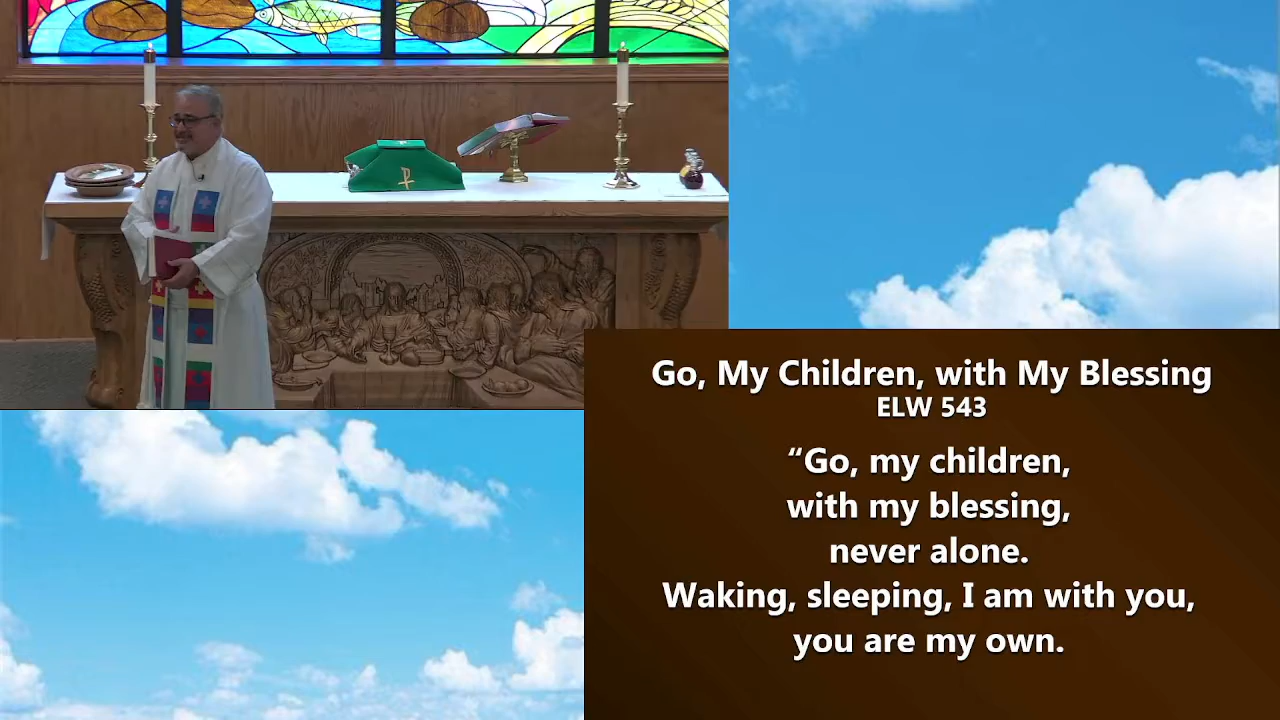 Go, My Children, with My Blessing
ELW 543
“Go, my children,
with my blessing,
never alone.
Waking, sleeping, I am with you,
you are my own.